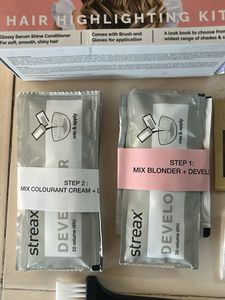 HAIR HIGHLIGHTING KIT
Glossy Serum Shine Conditioner
For soft, smooth, shiny hair
Comes with Brush and
Gloves for application
A look book to choose from
widest range of shades &
mix & apply
STEP 2 :
MIX COLOURANT CREAM + D
streax
DEVELOPER
20 volume (6%)
mix & apply
STEP 1:
MIX BLONDER + DEVEL
streax
DEVELO
20 volume (6%)